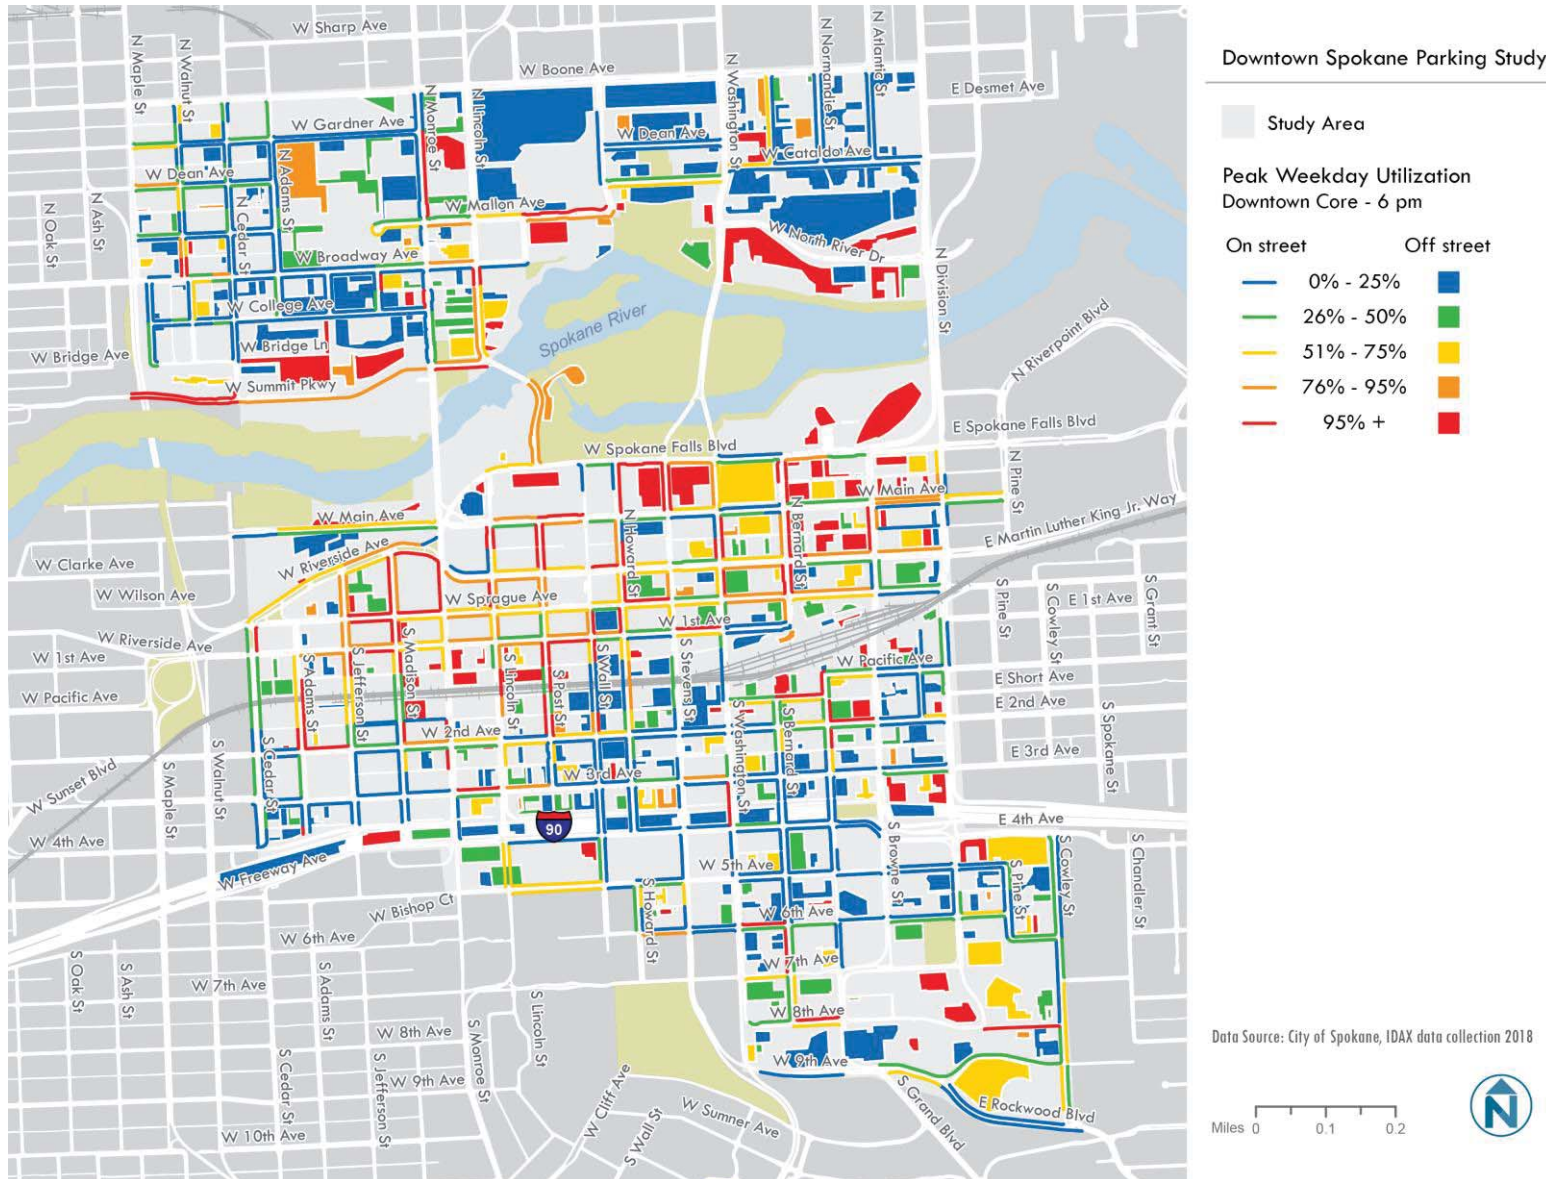 Downtown Spokane Parking Study
Study Area
Peak Weekday Utilization
Downtown Core - 6 pm
On street
Off street
0% - 25%
26% - 50%
51% - 75%
76% - 95%
95% +
Data Source: City of Spokane, IDAX data collection 2018
N
Miles 0 0.1 0.2
W Sharp Ave
W Boone Ave
N Maple St
N Walnut St
N Monroe St
N Lincoln St
N Washington St
N Normandie St
N Atlantic St
E Desmet Ave
W Gardner Ave
W Dean Ave
W Cataldo Ave
W Dean Ave
N Adams St
N Oak St
N Ash St
N Cedar St
W Mallon Ave
W North River Dr
W Broadway Ave
N Division St
W College Ave
Spokane River
W Bridge Ave
W Bridge Ln
N Riverpoint Blvd
W Summit Pkwy
W Spokane Falls Blvd
E Spokane Falls Blvd
N Pine St
W Main Ave
W Main Ave
N Howard St
N Bernard St
E Martin Luther King Jr. Way
W Clarke Ave
W Riverside Ave
W Wilson Ave
W Sprague Ave
S Pine St
S Cowley St
E 1st Ave
S Grant St
W Riverside Ave
W 1st Ave
W 1st Ave
W Pacific Ave
W Pacific Ave
S Adams St
S Jefferson St
S Madison St
S Lincoln St
S Post St
S Wall St
S Stevens St
E Short Ave
E 2nd Ave
W 2nd Ave
S Washington St
S Bernard St
S Spokane St
E 3rd Ave
W 3rd Ave
W Sunset Blvd
S Maple St
S Walnut St
S Cedar St
90
E 4th Ave
W 4th Ave
W Freeway Ave
W 5th Ave
S Browne St
S Pine St
S Cowley St
S Chandler St
W Bishop Ct
S Howard St
W 6th Ave
W 6th Ave
S Oak St
S Ash St
W 7th Ave
W 7th Ave
S Adams St
S Lincoln St
W 8th Ave
W 8th Ave
S Monroe St
W 9th Ave
W 9th Ave
S Cedar St
S Jefferson St
W Cliff Ave
S Wall St
W Sumner Ave
S Grand Blvd
E Rockwood Blvd
W 10th Ave